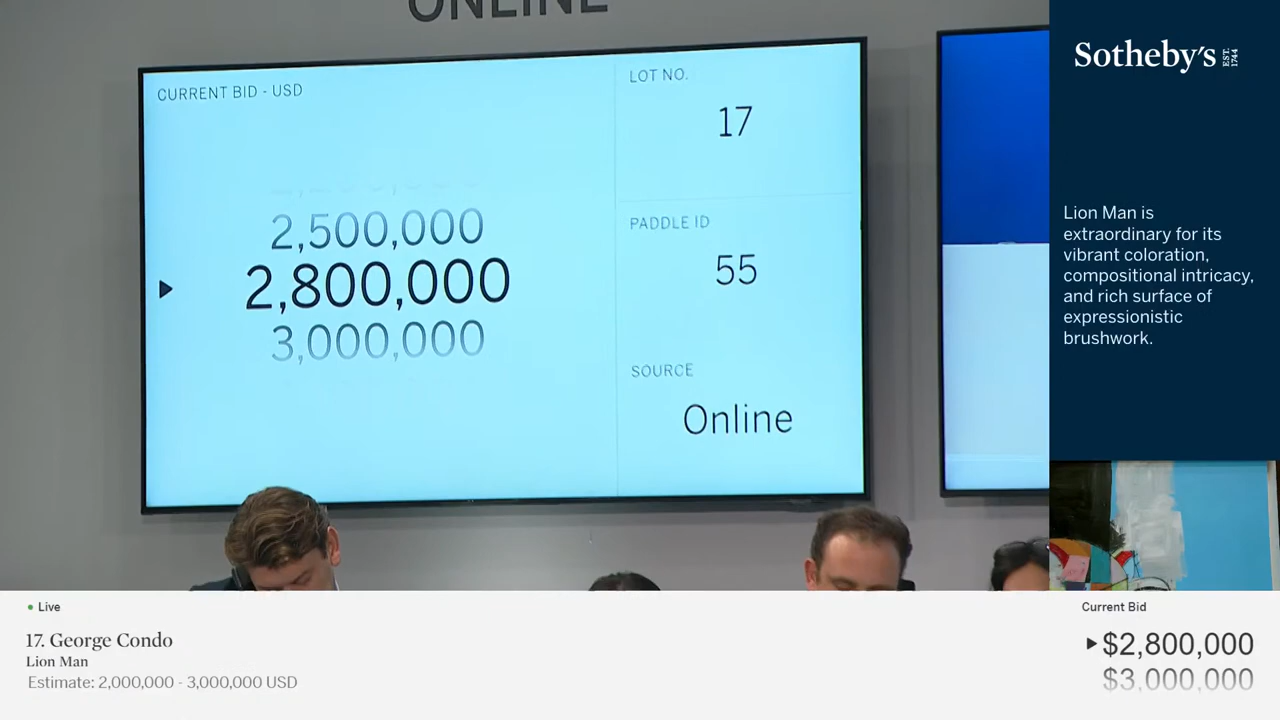 ONLINE
CURRENT BID - USD
2,500,000
2,800,000
3,000,000
LOT NO.
17
PADDLE ID
55
SOURCE
Online
Sotheby's EST. 1744
Lion Man is
extraordinary for its
vibrant coloration,
compositional intricacy,
and rich surface of
expressionistic
brushwork.
Live
17. George Condo
Lion Man
Estimate: 2,000,000 - 3,000,000 USD
Current Bid
$2,800,000
$3,000,000